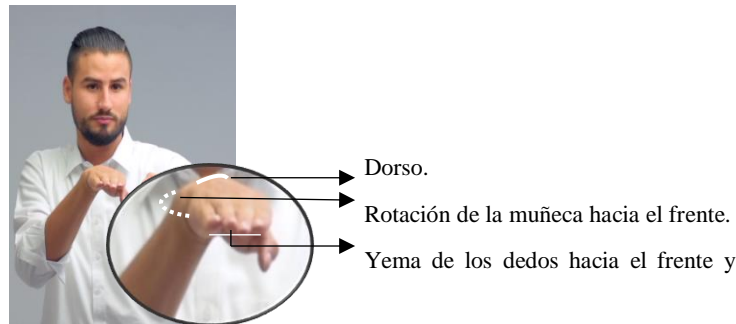 Dorso.
Rotación de la muñeca hacia el frente.
Yema de los dedos hacia el frente y